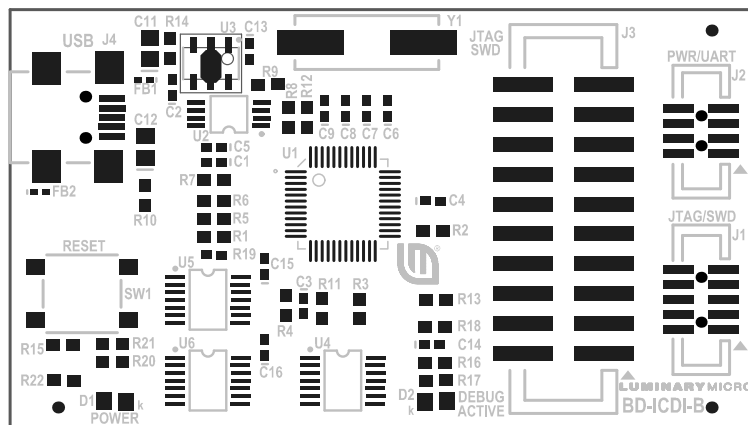 C11
R14
U3
C13
Y1
JTAG
SWD
J3
USB
J4
PWR/UART
J2
FB1
C2
R9
R8
R12
C12
U2
C9
C8
C7
C6
C5
C1
U1
R7
FB2
R10
R6
R5
R1
R19
C4
R2
JTAG/SWD
J1
RESET
U5
C15
SW1
C3
R11
R3
R4
R13
R18
C14
R15
R21
R20
U6
C16
U4
R16
R17
R22
D1
k
POWER
D2
k
DEBUG
ACTIVE
LUMINARYMICRO
BD-ICDI-B